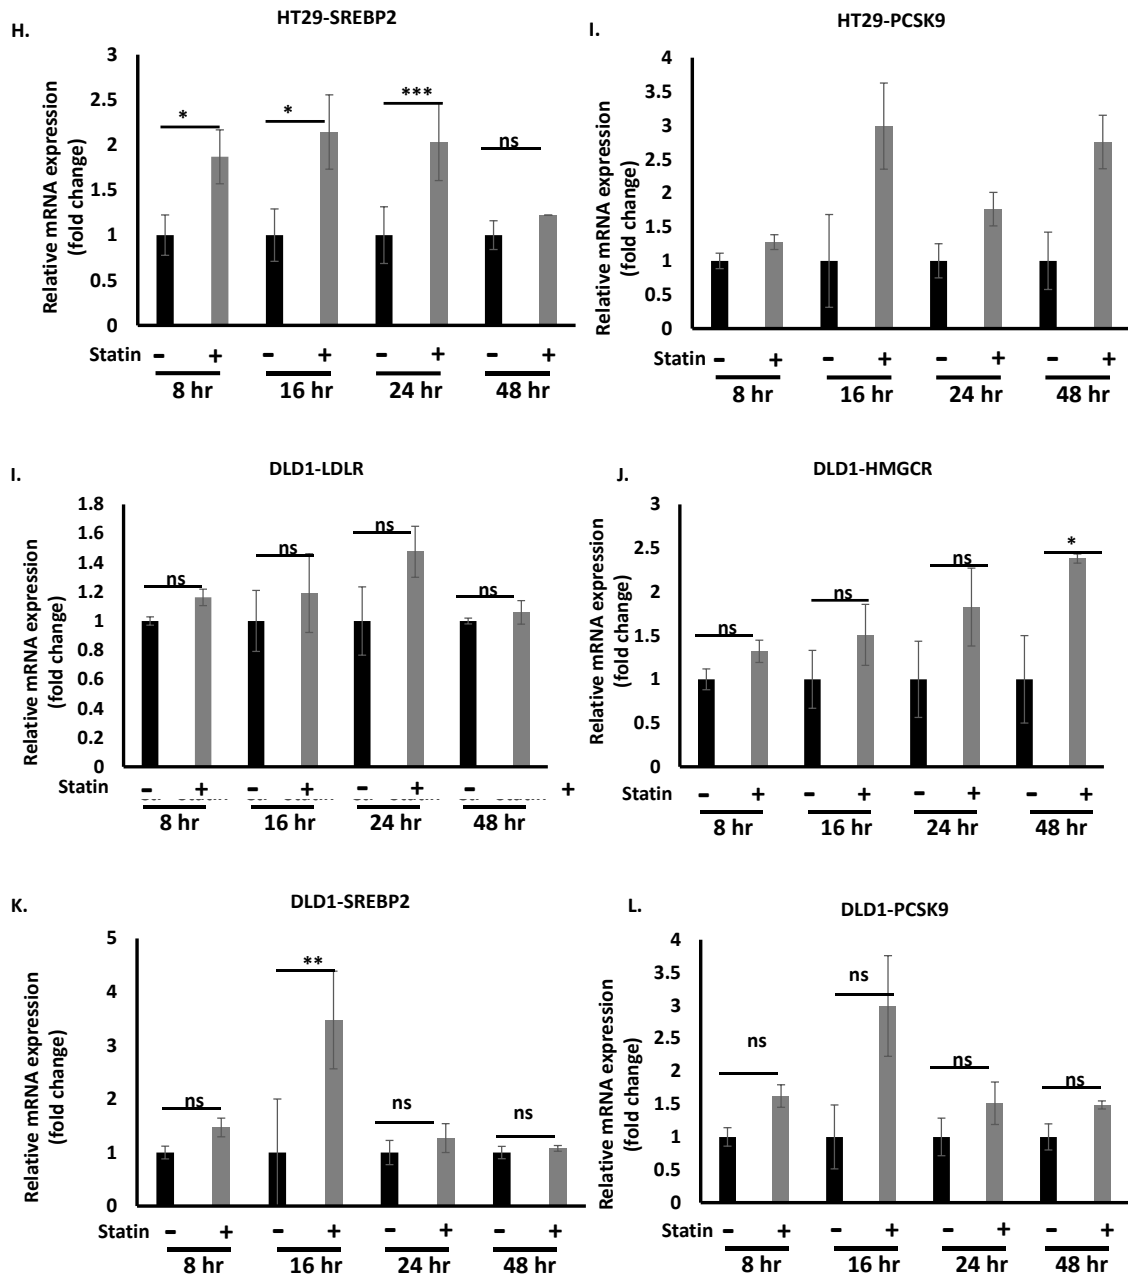 H.
HT29-SREBP2
Relative mRNA expression
(fold change)
3
2.5
2
1.5
1
0.5
0
*
*
***
ns
Statin - + - + - + - +
8 hr 16 hr 24 hr 48 hr
I.
HT29-PCSK9
Relative mRNA expression
(fold change)
4
3.5
3
2.5
2
1.5
1
0.5
0
Statin - + - + - + - +
8 hr 16 hr 24 hr 48 hr
I.
DLD1-LDLR
Relative mRNA expression
(fold change)
1.8
1.6
1.4
1.2
1
0.8
0.6
0.4
0.2
0
ns
ns
ns
ns
Statin - + - + - + - +
8 hr 16 hr 24 hr 48 hr
J.
DLD1-HMGCR
Relative mRNA expression
(fold change)
3
2.5
2
1.5
1
0.5
0
ns
ns
ns
*
Statin - + - + - + - +
8 hr 16 hr 24 hr 48 hr
K.
DLD1-SREBP2
Relative mRNA expression
(fold change)
5
4
3
2
1
0
ns
**
ns
ns
Statin - + - + - + - +
8 hr 16 hr 24 hr 48 hr
L.
DLD1-PCSK9
Relative mRNA expression
(fold change)
4
3.5
3
2.5
2
1.5
1
0.5
0
ns
ns
ns
ns
Statin - + - + - + - +
8 hr 16 hr 24 hr 48 hr